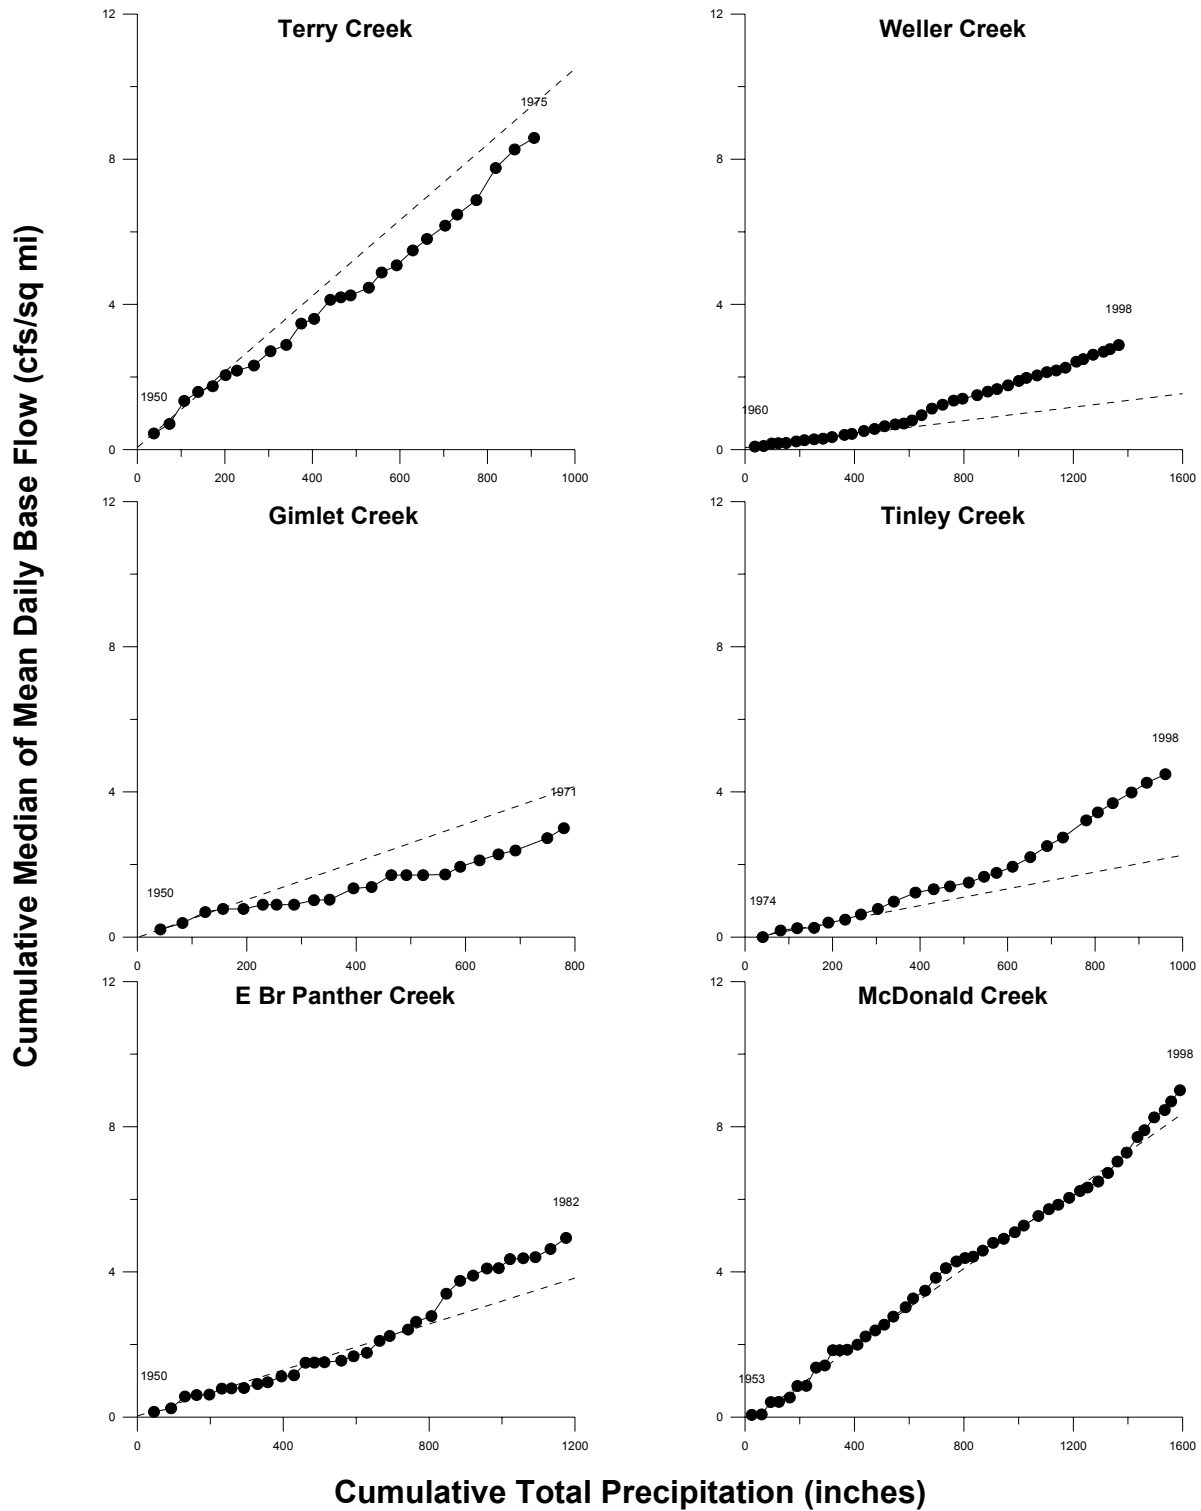 Cumulative Median of Mean Daily Base Flow (cfs/sq mi)
Terry Creek
12
8
4
0
1950
1975
0 200 400 600 800 1000
Weller Creek
12
8
4
0
1960
1998
0 400 800 1200 1600
Gimlet Creek
12
8
4
0
1950
1971
0 200 400 600 800
Tinley Creek
12
8
4
0
1974
1998
0 200 400 600 800 1000
E Br Panther Creek
12
8
4
0
1950
1982
0 400 800 1200
McDonald Creek
12
8
4
0
1953
1998
0 400 800 1200 1600
Cumulative Total Precipitation (inches)